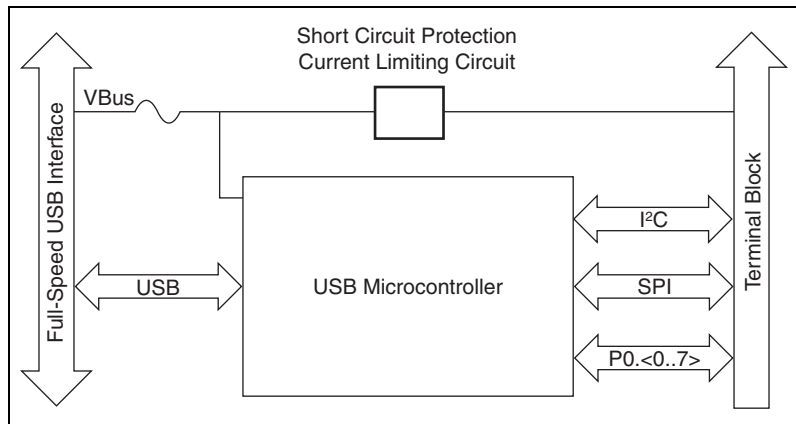 Short Circuit Protection
Current Limiting Circuit
VBus
Full-Speed USB Interface
USB
USB Microcontroller
I²C
SPI
P0.<0..7>
Terminal Block